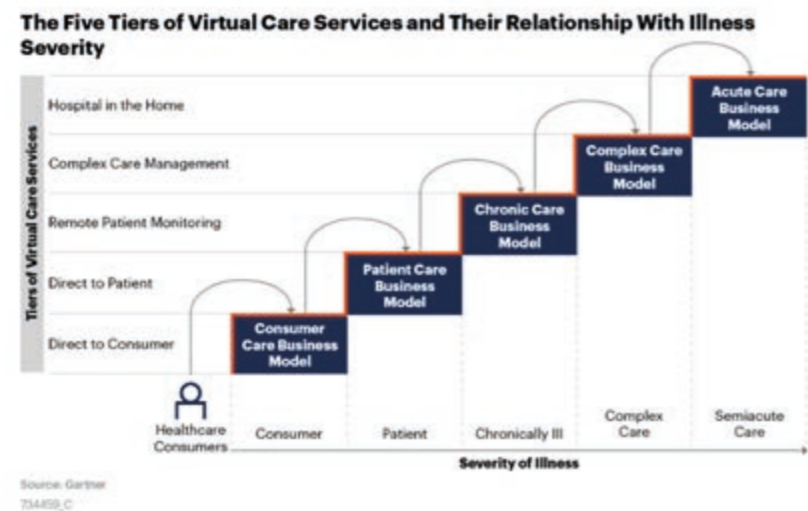 The Five Tiers of Virtual Care Services and Their Relationship With Illness
Severity
Tiers of Virtual Care Services
Hospital in the Home
Complex Care Management
Remote Patient Monitoring
Direct to Patient
Direct to Consumer
Acute Care
Business
Model
Complex Care
Business
Model
Chronic Care
Business
Model
Patient Care
Business
Model
Consumer
Care Business
Model
Healthcare
Consumers
Consumer
Patient
Chronically Ill
Complex
Care
Semiacute
Care
Severity of Illness
Source: Gartner
734459_C